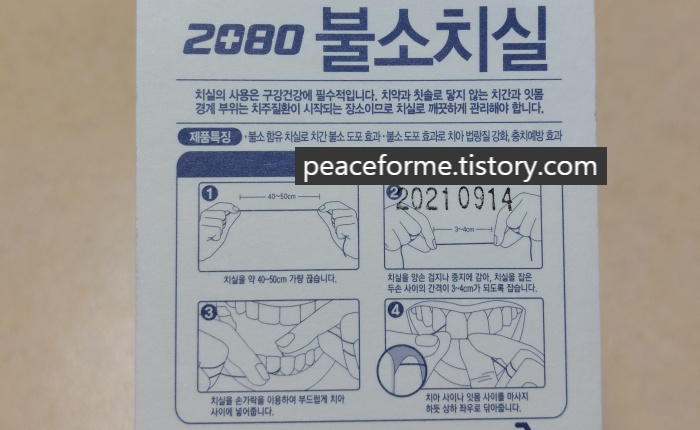 2080 불소치실
치실의 사용은 구강건강에 필수적입니다. 치약과 칫솔로 닿지 않는 치간과 잇몸
경계 부위는 치주질환이 시작되는 장소이므로 치실로 깨끗하게 관리해야 합니다.
제품특징 ·불소 함유 치실로 치간 불소 도포 효과 ·불소 도포 효과로 치아 법랑질 강화, 충치예방 효과
peaceforme.tistory.com
1
40~50cm
치실을 약 40~50cm 가량 끊습니다.
2
20210914
3~4cm
치실을 양손 검지나 중지에 감아, 치실을 잡은
두손 사이의 간격이 3~4cm가 되도록 잡습니다.
3
치실을 손가락을 이용하여 부드럽게 치아
사이에 넣어줍니다.
4
치아 사이나 잇몸 사이를 마사지
하듯 상하 좌우로 닦아줍니다.